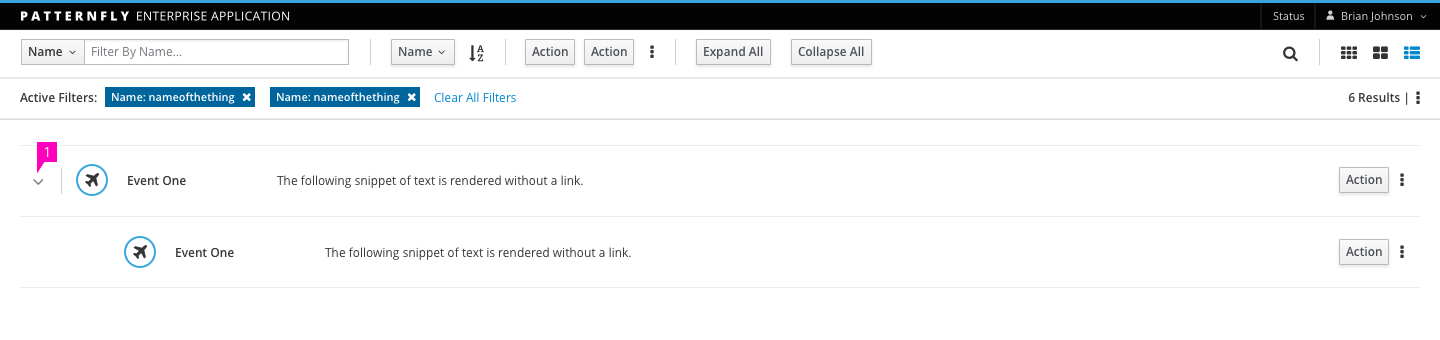 PATTERNFLY ENTERPRISE APPLICATION Status Brian Johnson
Name Filter By Name... Name A Z Action Action Expand All Collapse All
Active Filters: Name: nameofthething Name: nameofthething Clear All Filters 6 Results |
1
Event One The following snippet of text is rendered without a link. Action
Event One The following snippet of text is rendered without a link. Action